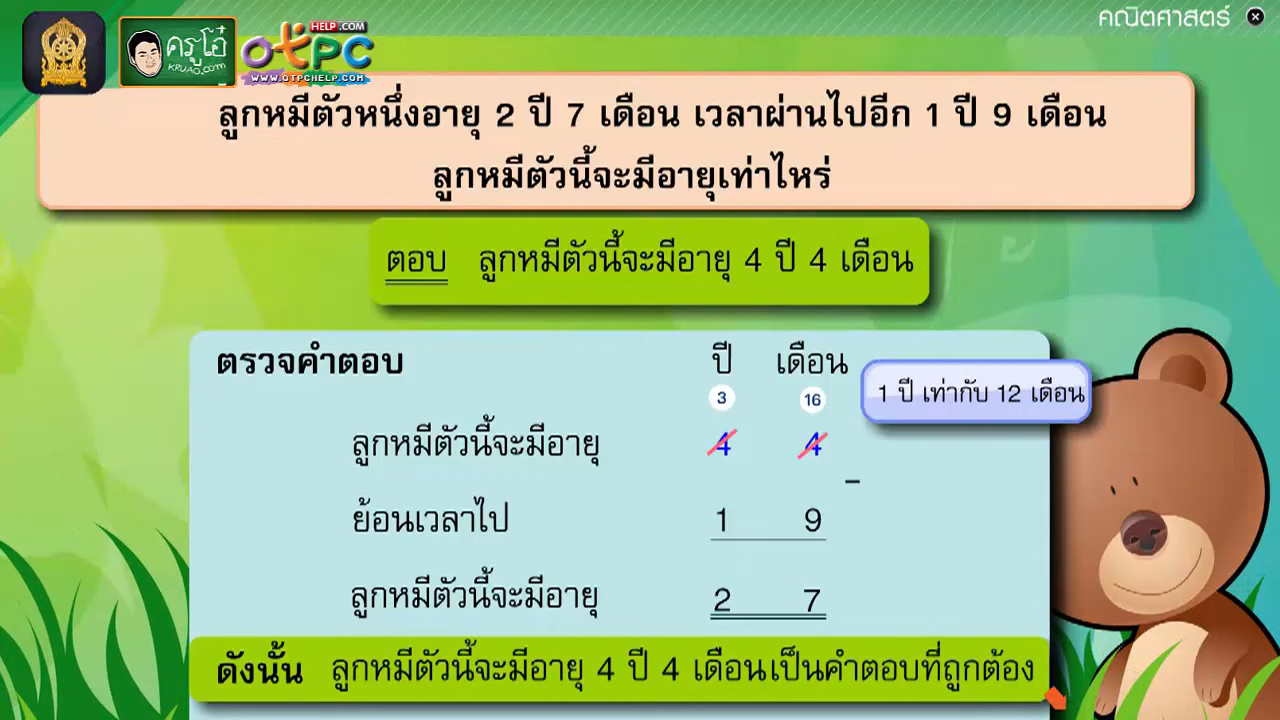 คณิตศาสตร์
ครูโอ๋
KRUAO.com
HELP.COM
OTPC
WWW.OTPCHELP.COM
ลูกหมีตัวหนึ่งอายุ 2 ปี 7 เดือน เวลาผ่านไปอีก 1 ปี 9 เดือน
ลูกหมีตัวนี้จะมีอายุเท่าไหร่
ตอบ ลูกหมีตัวนี้จะมีอายุ 4 ปี 4 เดือน
ตรวจคำตอบ ปี เดือน
3 16
1 ปี เท่ากับ 12 เดือน
ลูกหมีตัวนี้จะมีอายุ 4 4
-
ย้อนเวลาไป 1 9
ลูกหมีตัวนี้จะมีอายุ 2 7
ดังนั้น ลูกหมีตัวนี้จะมีอายุ 4 ปี 4 เดือนเป็นคำตอบที่ถูกต้อง